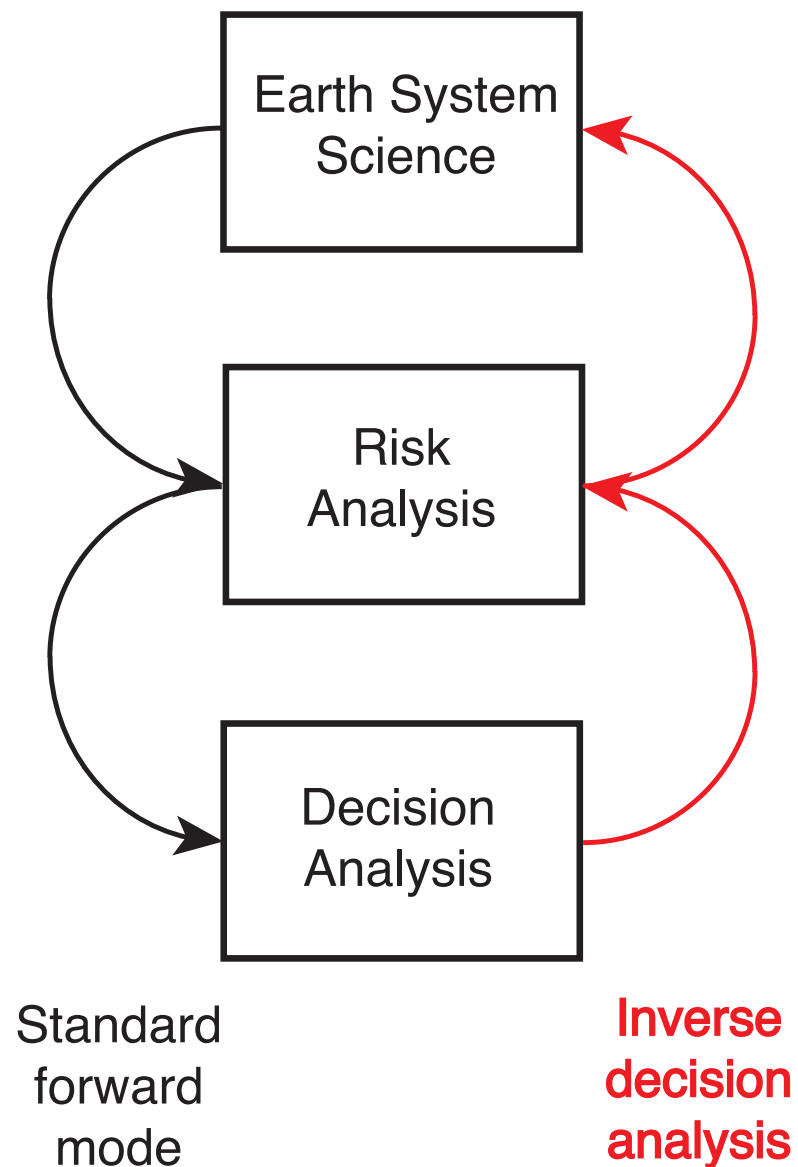 Earth System
Science
Risk
Analysis
Decision
Analysis
Standard
forward
mode
Inverse
decision
analysis